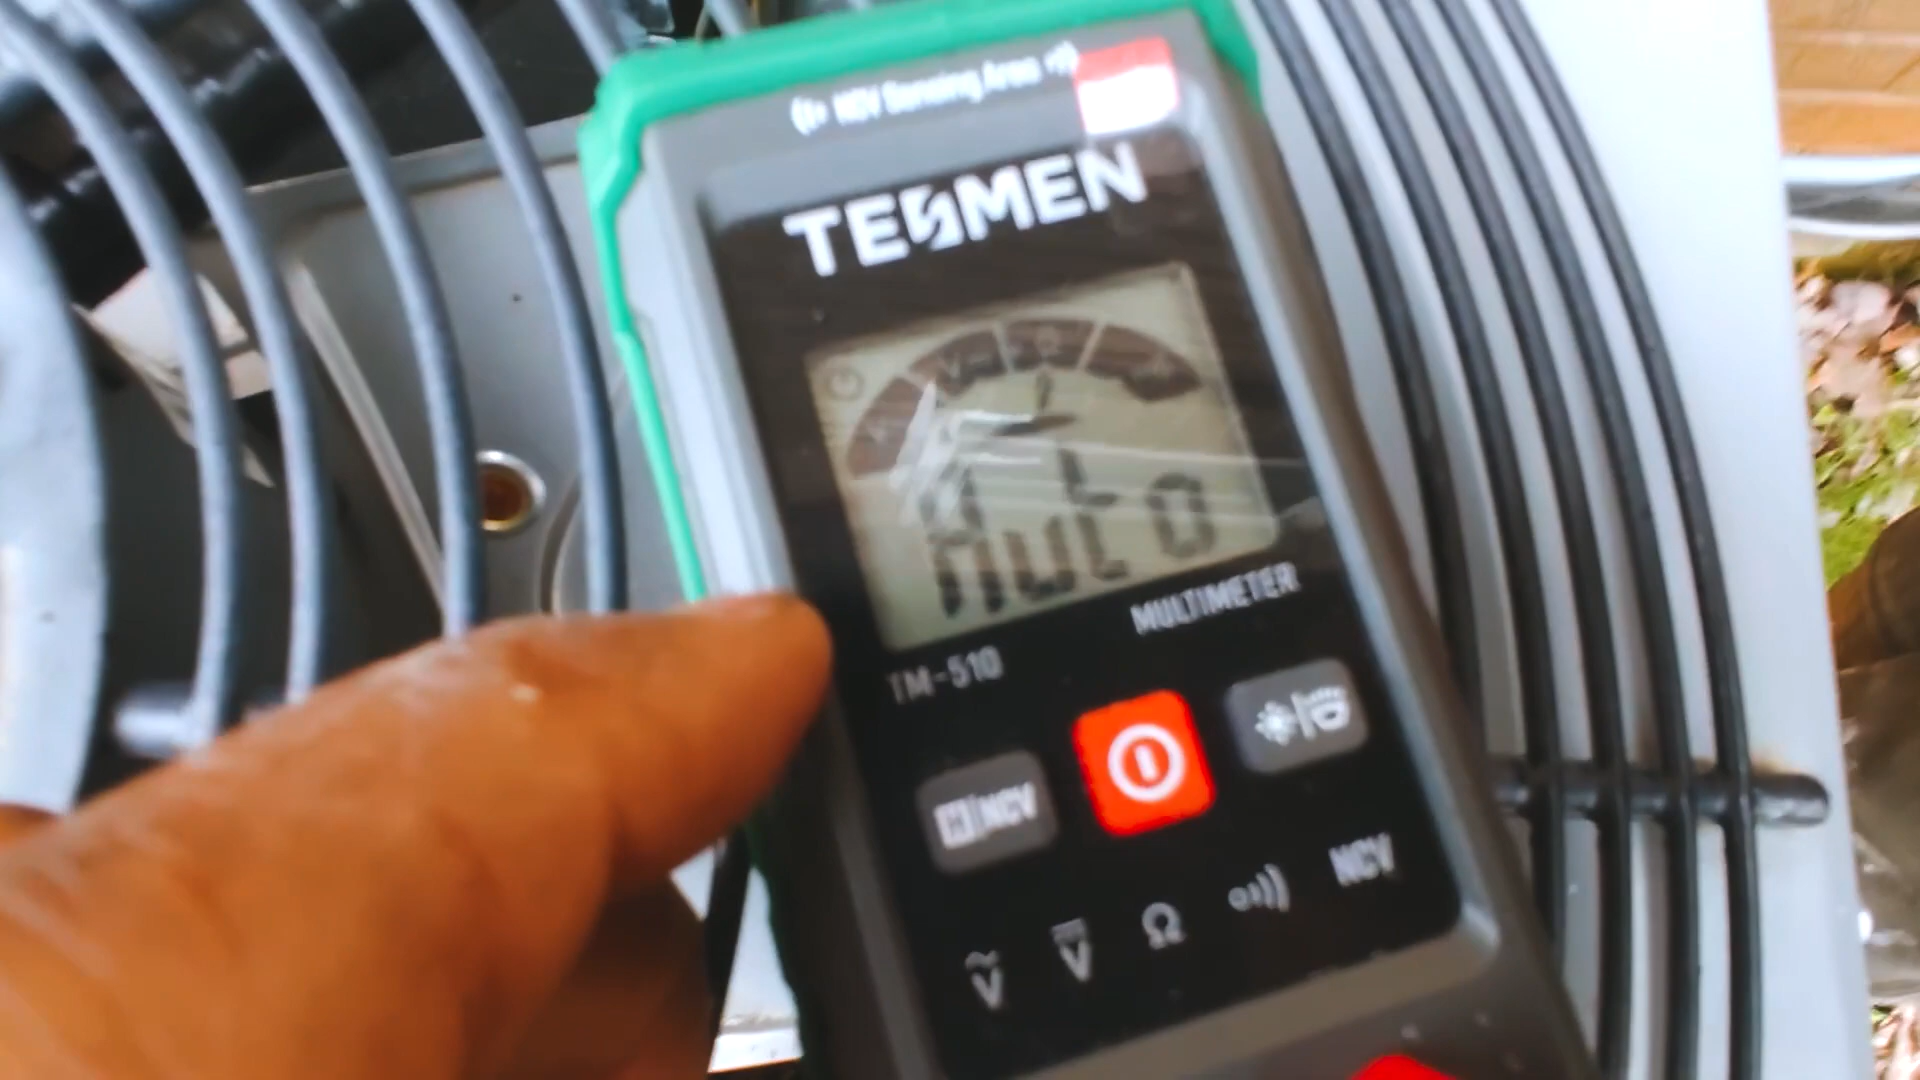 NCV Sensing Area
TESMEN
Auto
MULTIMETER
TM-510
NCV
NCV
Ṽ V Ω